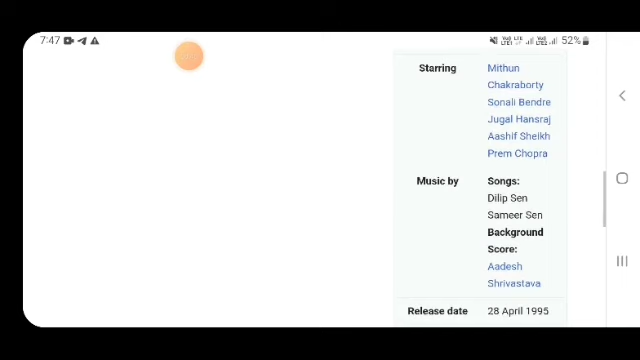 7:47 52%
Starring Mithun
Chakraborty
Sonali Bendre
Jugal Hansraj
Aashif Sheikh
Prem Chopra
Music by Songs:
Dilip Sen
Sameer Sen
Background
Score:
Aadesh
Shrivastava
Release date 28 April 1995